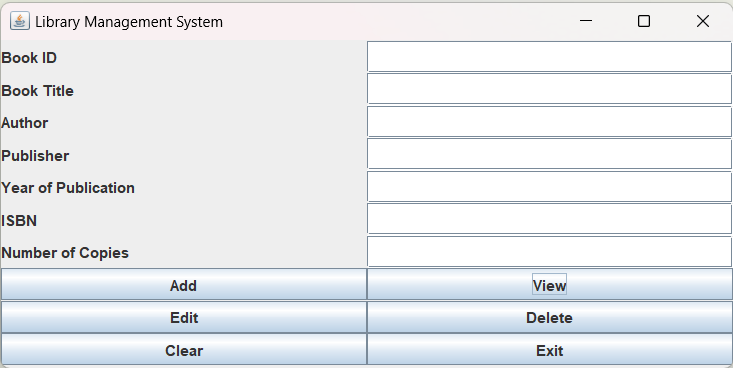 Library Management System
Book ID
Book Title
Author
Publisher
Year of Publication
ISBN
Number of Copies
Add View
Edit Delete
Clear Exit